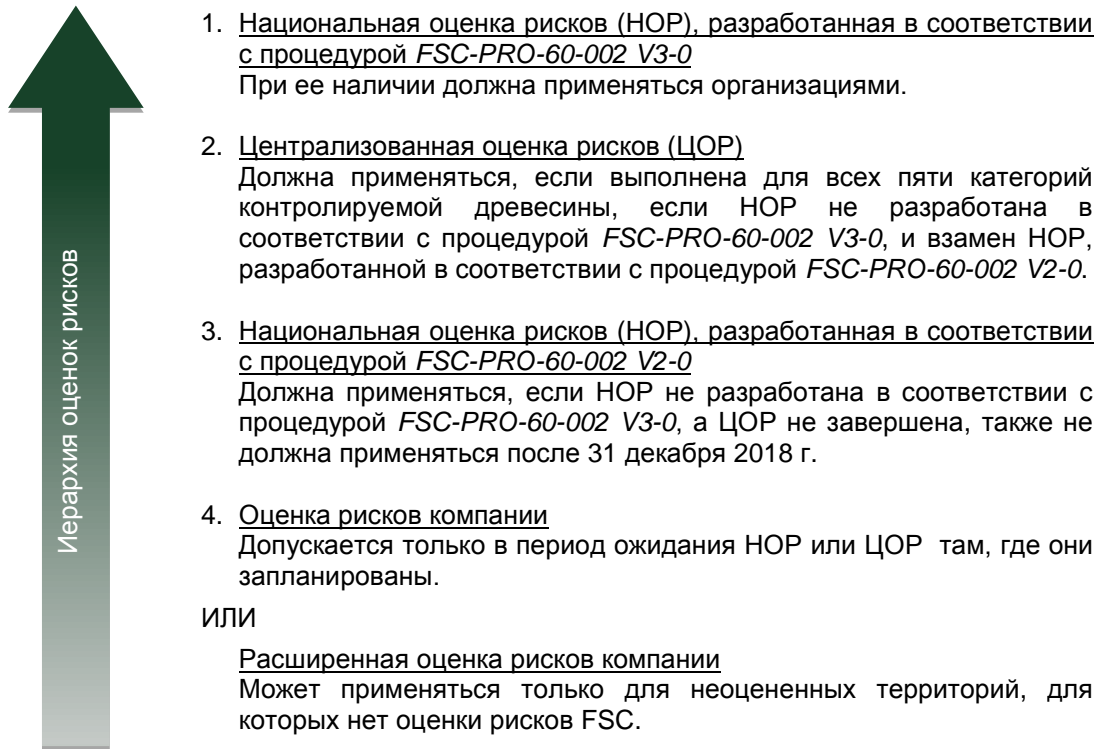 Иерархия оценок рисков
1. Национальная оценка рисков (НОР), разработанная в соответствии
с процедурой FSC-PRO-60-002 V3-0
При ее наличии должна применяться организациями.
2. Централизованная оценка рисков (ЦОР)
Должна применяться, если выполнена для всех пяти категорий
контролируемой древесины, если НОР не разработана в
соответствии с процедурой FSC-PRO-60-002 V3-0, и взамен НОР,
разработанной в соответствии с процедурой FSC-PRO-60-002 V2-0.
3. Национальная оценка рисков (НОР), разработанная в соответствии
с процедурой FSC-PRO-60-002 V2-0
Должна применяться, если НОР не разработана в соответствии с
процедурой FSC-PRO-60-002 V3-0, а ЦОР не завершена, также не
должна применяться после 31 декабря 2018 г.
4. Оценка рисков компании
Допускается только в период ожидания НОР или ЦОР там, где они
запланированы.
ИЛИ
Расширенная оценка рисков компании
Может применяться только для неоцененных территорий, для
которых нет оценки рисков FSC.